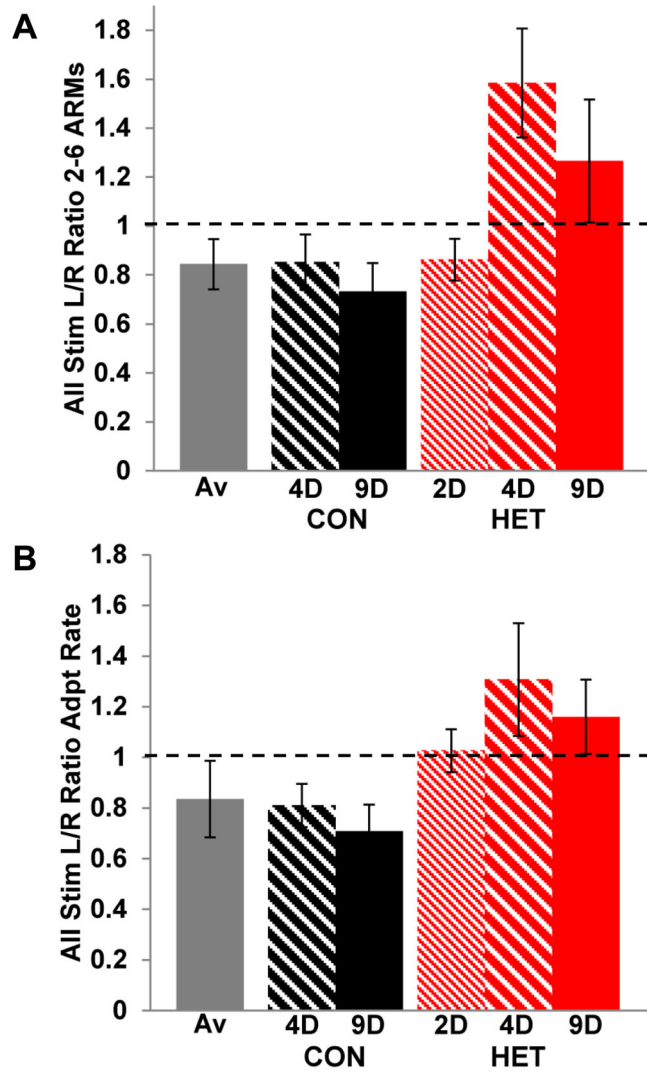 A
All Stim L/R Ratio 2-6 ARMs
1.8
1.6
1.4
1.2
1
0.8
0.6
0.4
0.2
0
Av 4D 9D 2D 4D 9D
CON HET
B
All Stim L/R Ratio Adpt Rate
1.8
1.6
1.4
1.2
1
0.8
0.6
0.4
0.2
0
Av 4D 9D 2D 4D 9D
CON HET